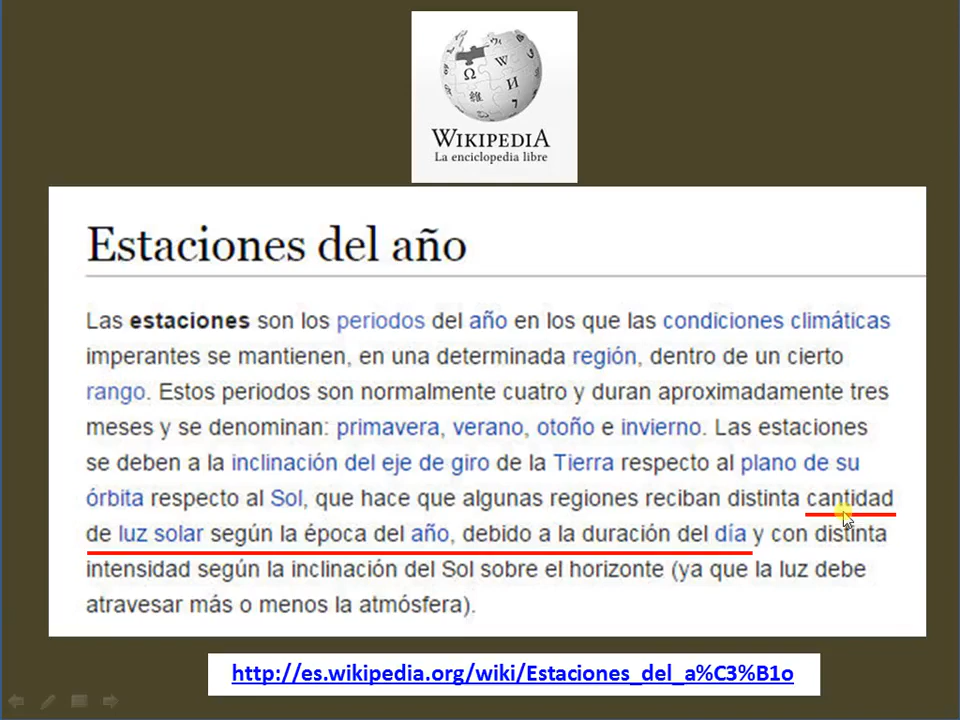 WIKIPEDIA
La enciclopedia libre
Estaciones del año
Las estaciones son los periodos del año en los que las condiciones climáticas
imperantes se mantienen, en una determinada región, dentro de un cierto
rango. Estos periodos son normalmente cuatro y duran aproximadamente tres
meses y se denominan: primavera, verano, otoño e invierno. Las estaciones
se deben a la inclinación del eje de giro de la Tierra respecto al plano de su
órbita respecto al Sol, que hace que algunas regiones reciban distinta cantidad
de luz solar según la época del año, debido a la duración del día y con distinta
intensidad según la inclinación del Sol sobre el horizonte (ya que la luz debe
atravesar más o menos la atmósfera).
http://es.wikipedia.org/wiki/Estaciones_del_a%C3%B1o